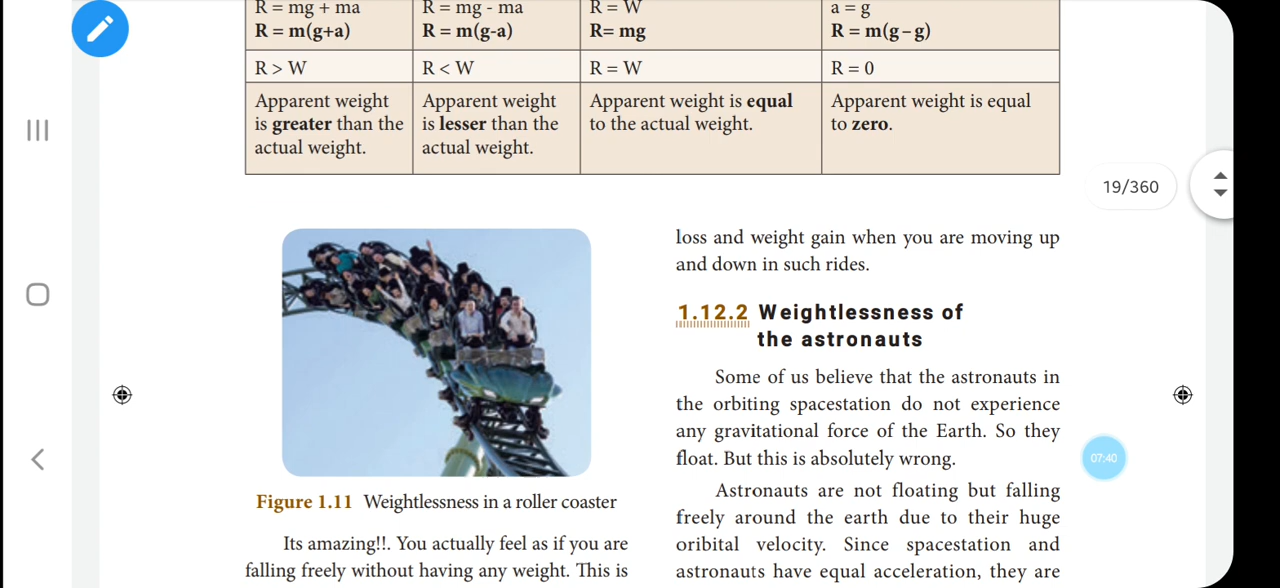 R = mg + ma
R = mg - ma
R = W
a = g
R = m(g+a)
R = m(g-a)
R= mg
R = m(g – g)
R > W
R < W
R = W
R = 0
Apparent weight
is greater than the
actual weight.
Apparent weight
is lesser than the
actual weight.
Apparent weight is equal
to the actual weight.
Apparent weight is equal
to zero.
19/360
Figure 1.11 Weightlessness in a roller coaster
Its amazing!!. You actually feel as if you are
falling freely without having any weight. This is
loss and weight gain when you are moving up
and down in such rides.
1.12.2 Weightlessness of
the astronauts
Some of us believe that the astronauts in
the orbiting spacestation do not experience
any gravitational force of the Earth. So they
float. But this is absolutely wrong.
Astronauts are not floating but falling
freely around the earth due to their huge
oribital velocity. Since spacestation and
astronauts have equal acceleration, they are
07:40